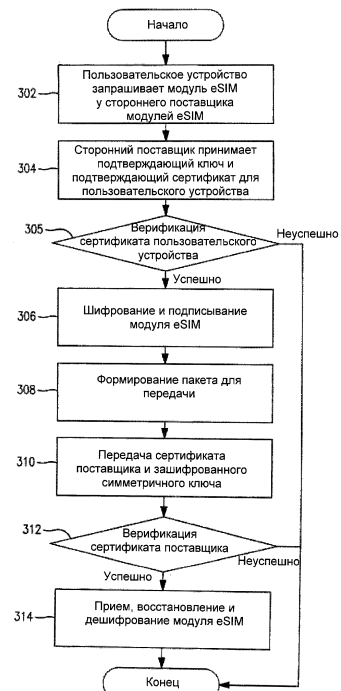 Начало
302
Пользовательское устройство
запрашивает модуль eSIM
у стороннего поставщика
модулей eSIM
304
Сторонний поставщик принимает
подтверждающий ключ и
подтверждающий сертификат для
пользовательского устройства
305
Верификация
сертификата пользовательского
устройства
Неуспешно
Успешно
306
Шифрование и подписывание
модуля eSIM
308
Формирование пакета для
передачи
310
Передача сертификата
поставщика и зашифрованного
симметричного ключа
312
Верификация
сертификата поставщика
Успешно
Неуспешно
314
Прием, восстановление и
дешифрование модуля eSIM
Конец